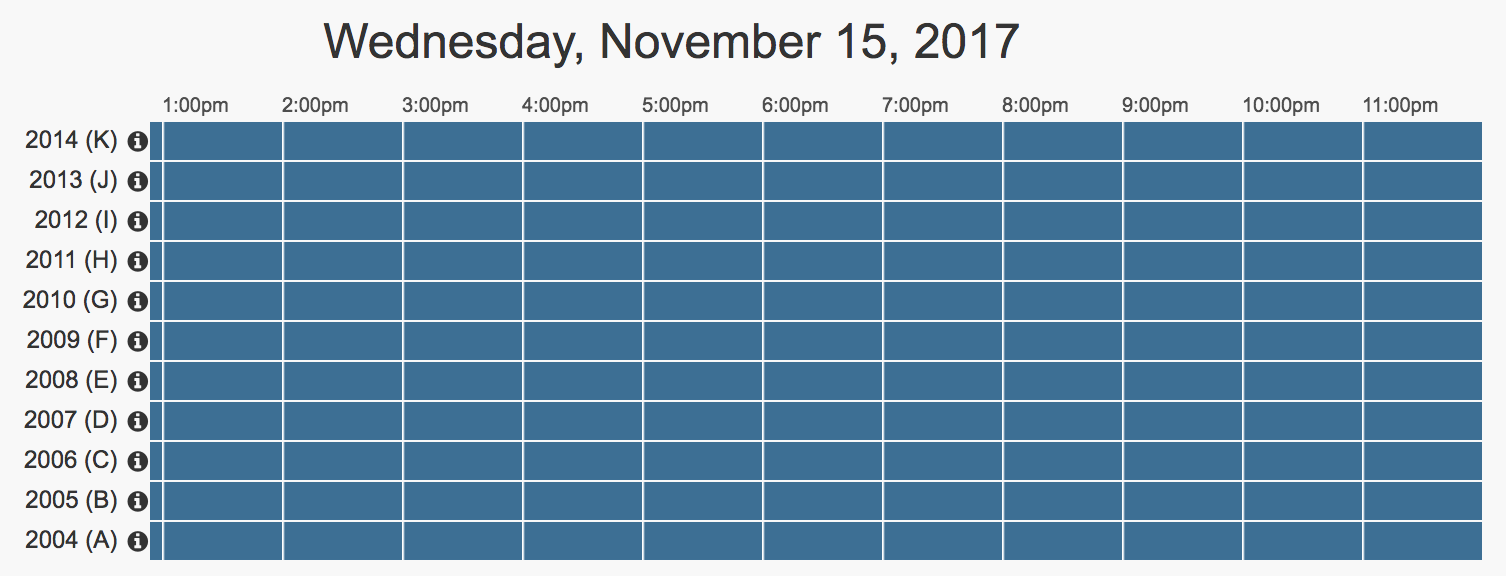 Wednesday, November 15, 2017
1:00pm 2:00pm 3:00pm 4:00pm 5:00pm 6:00pm 7:00pm 8:00pm 9:00pm 10:00pm 11:00pm
2014 (K)
2013 (J)
2012 (I)
2011 (H)
2010 (G)
2009 (F)
2008 (E)
2007 (D)
2006 (C)
2005 (B)
2004 (A)